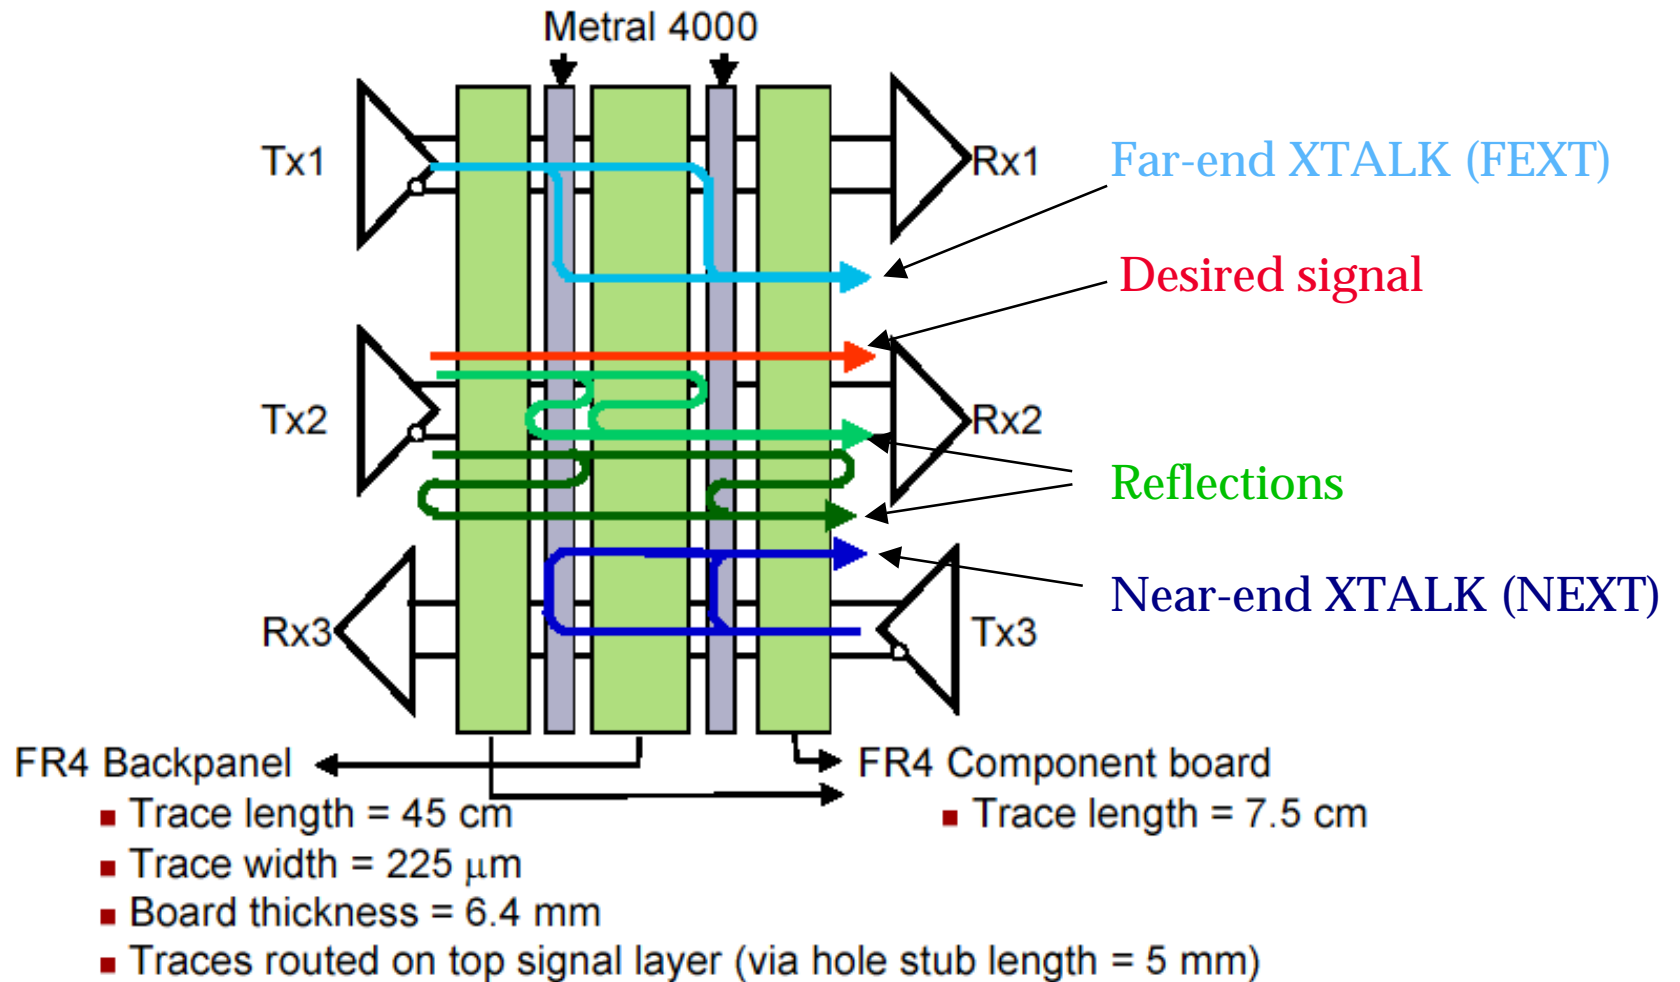 Metral 4000
Tx1
Rx1
Far-end XTALK (FEXT)
Desired signal
Tx2
Rx2
Reflections
Near-end XTALK (NEXT)
Rx3
Tx3
FR4 Backpanel
▪ Trace length = 45 cm
▪ Trace width = 225 μm
▪ Board thickness = 6.4 mm
▪ Traces routed on top signal layer (via hole stub length = 5 mm)
FR4 Component board
▪ Trace length = 7.5 cm